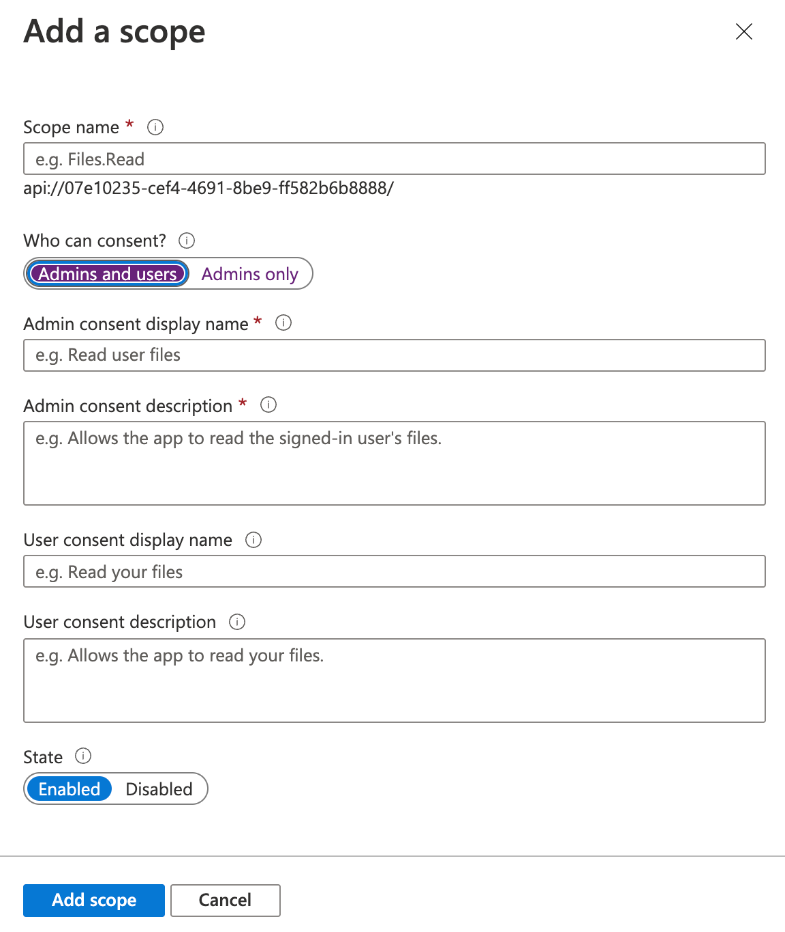 Add a scope
Scope name *
e.g. Files.Read
api://07e10235-cef4-4691-8be9-ff582b6b8888/
Who can consent?
Admins and users Admins only
Admin consent display name *
e.g. Read user files
Admin consent description *
e.g. Allows the app to read the signed-in user's files.
User consent display name
e.g. Read your files
User consent description
e.g. Allows the app to read your files.
State
Enabled Disabled
Add scope Cancel